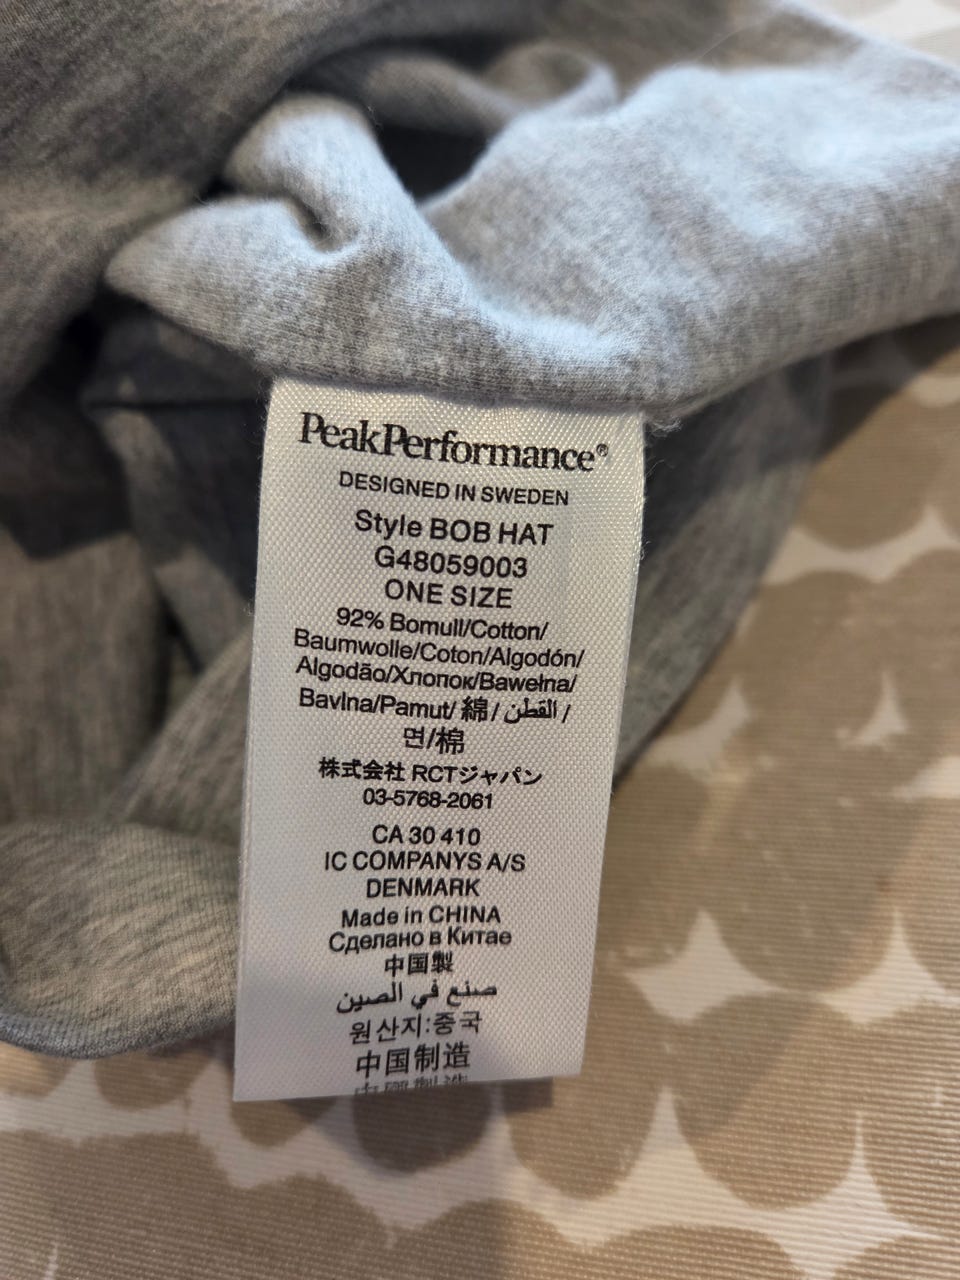 PeakPerformance®
DESIGNED IN SWEDEN
Style BOB HAT
G48059003
ONE SIZE
92% Bomull/Cotton/
Baumwolle/Coton/Algodón/
Algodão/Хлопок/Bawełna/
Bavlna/Pamut/ 綿/ القطن /
면/棉
株式会社 RCTジャパン
03-5768-2061
CA 30 410
IC COMPANYS A/S
DENMARK
Made in CHINA
Сделано в Китае
中国製
صنع في الصين
원산지:중국
中国制造